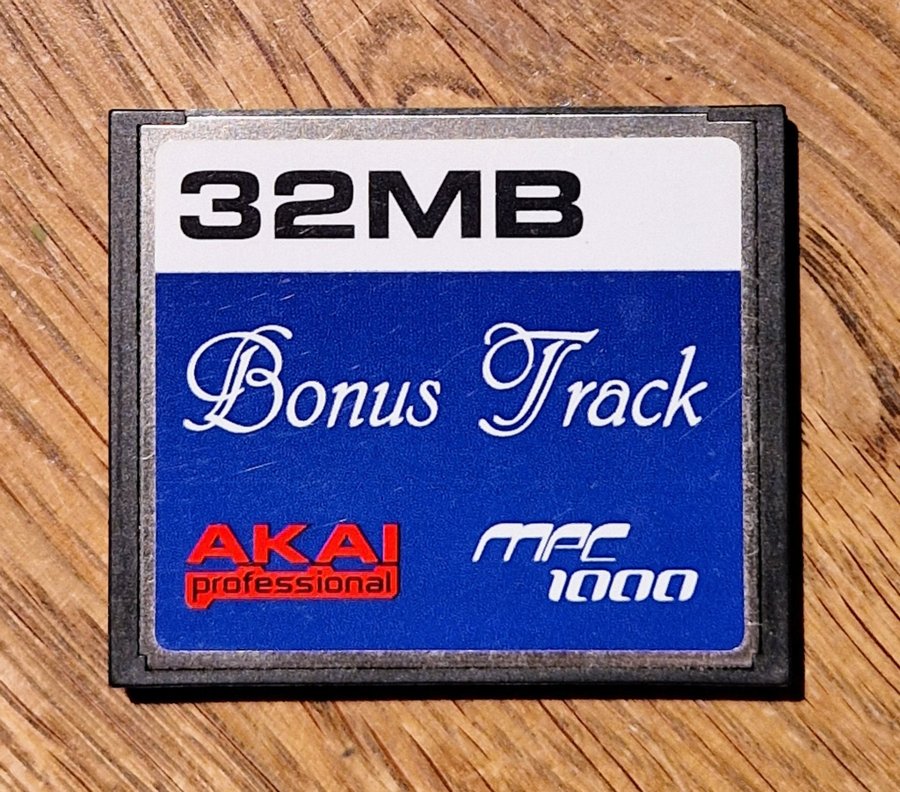 32MB
Bonus Track
AKAI
professional
MPC
1000